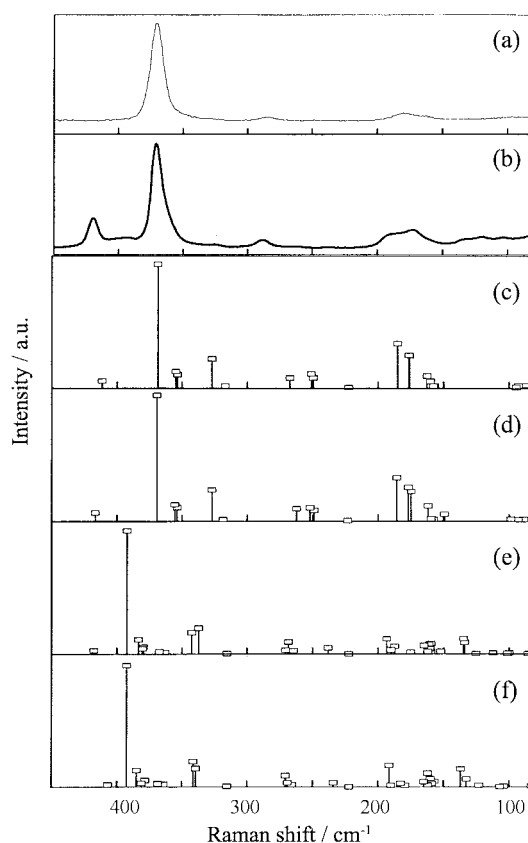 (a)
(b)
(c)
(d)
(e)
(f)
Intensity / a.u.
400 300 200 100
Raman shift / cm⁻¹